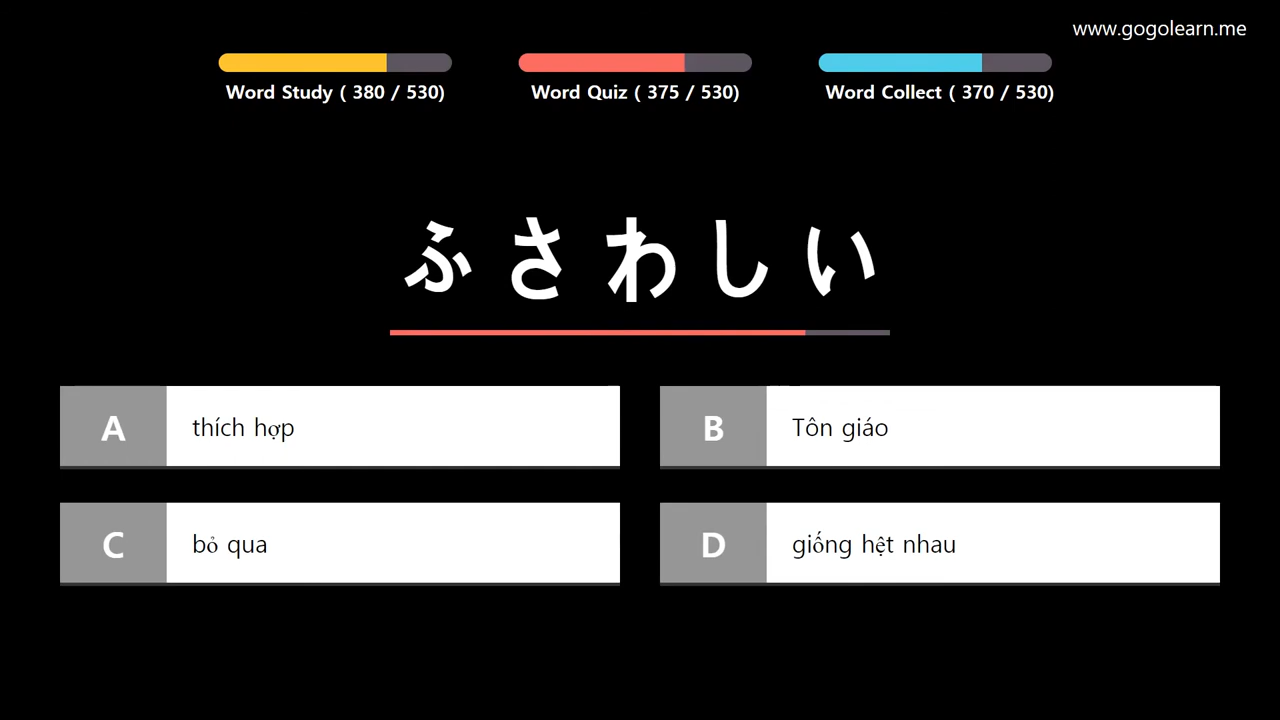 www.gogolearn.me
Word Study ( 380 / 530)
Word Quiz ( 375 / 530)
Word Collect ( 370 / 530)
ふさわしい
A thích hợp
B Tôn giáo
C bỏ qua
D giống hệt nhau